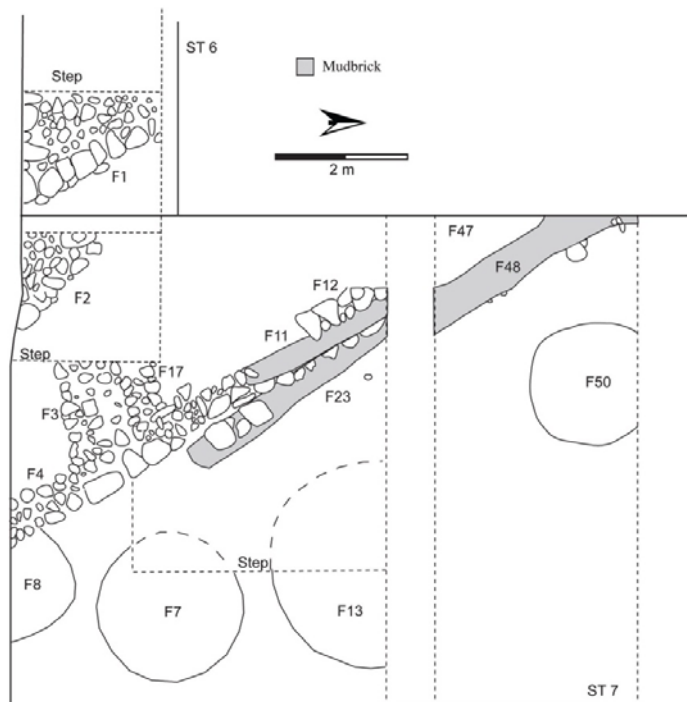 ST 6
Step
Mudbrick
2 m
F1
F47
F48
F2
F12
F11
Step
F17
F23
F50
F3
F4
Step
F8
F7
F13
ST 7